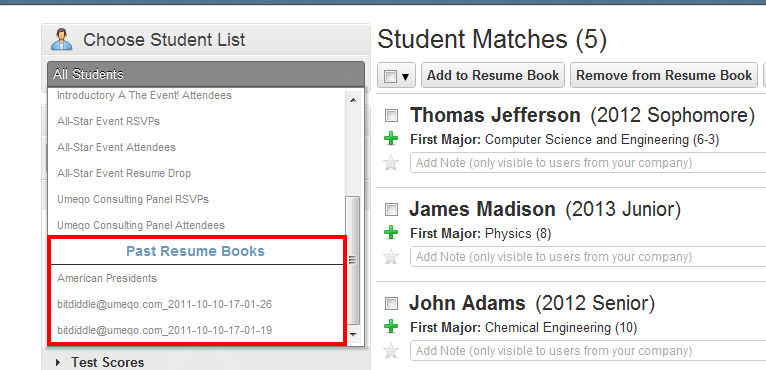 Choose Student List
All Students
Introductory A The Event! Attendees
All-Star Event RSVPs
All-Star Event Attendees
All-Star Event Resume Drop
Umeqo Consulting Panel RSVPs
Umeqo Consulting Panel Attendees
Past Resume Books
American Presidents
bitdiddle@umeqo.com_2011-10-10-17-01-26
bitdiddle@umeqo.com_2011-10-10-17-01-19
Test Scores
Student Matches (5)
Add to Resume Book Remove from Resume Book
Thomas Jefferson (2012 Sophomore)
First Major: Computer Science and Engineering (6-3)
Add Note (only visible to users from your company)
James Madison (2013 Junior)
First Major: Physics (8)
Add Note (only visible to users from your company)
John Adams (2012 Senior)
First Major: Chemical Engineering (10)
Add Note (only visible to users from your company)